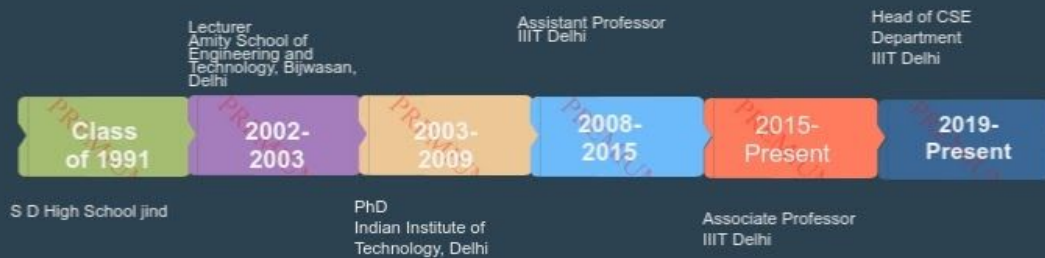 Lecturer
Amity School of
Engineering and
Technology, Bijwasan,
Delhi
Assistant Professor
IIIT Delhi
Head of CSE
Department
IIIT Delhi
Class
of 1991
2002-
2003
2003-
2009
2008-
2015
2015-
Present
2019-
Present
S D High School jind
PhD
Indian Institute of
Technology, Delhi
Associate Professor
IIIT Delhi